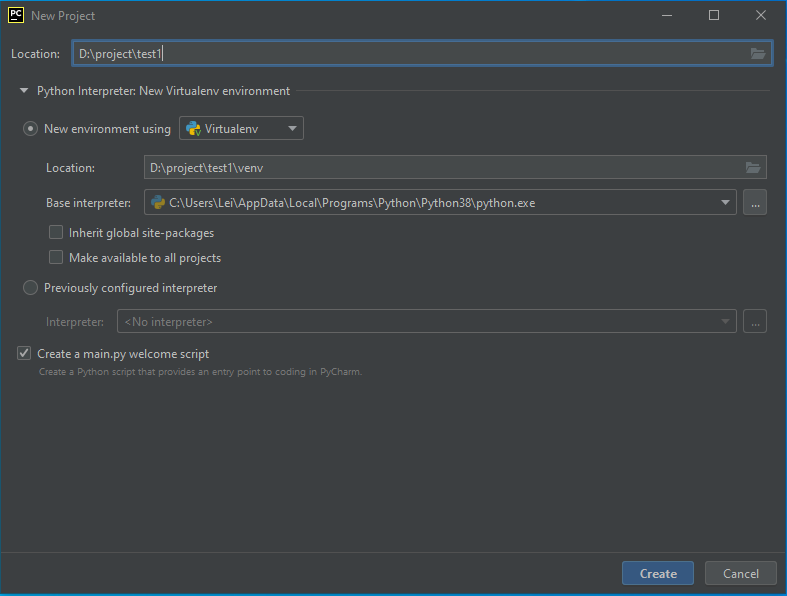 PC New Project
Location: D:\project\test1
Python Interpreter: New Virtualenv environment
New environment using Virtualenv
Location: D:\project\test1\venv
Base interpreter: C:\Users\Lei\AppData\Local\Programs\Python\Python38\python.exe ...
Inherit global site-packages
Make available to all projects
Previously configured interpreter
Interpreter: <No interpreter> ...
Create a main.py welcome script
Create a Python script that provides an entry point to coding in PyCharm.
Create Cancel